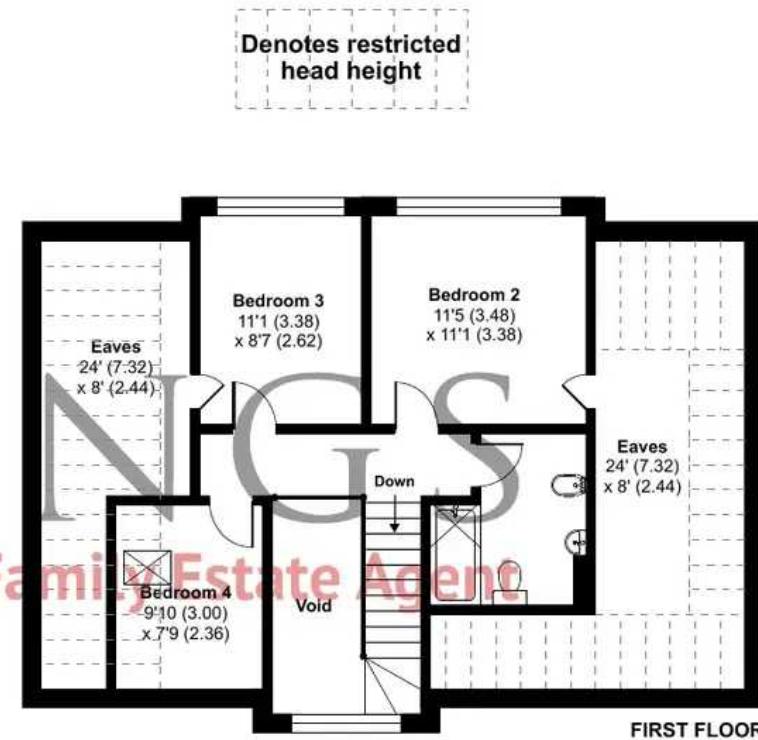 Denotes restricted
head height
Bedroom 3
11'1 (3.38)
x 8'7 (2.62)
Bedroom 2
11'5 (3.48)
x 11'1 (3.38)
Eaves
24' (7.32)
x 8' (2.44)
Eaves
24' (7.32)
x 8' (2.44)
NGS
Down
Family Estate Agent
Bedroom 4
9'10 (3.00)
x 7'9 (2.36)
Void
FIRST FLOOR